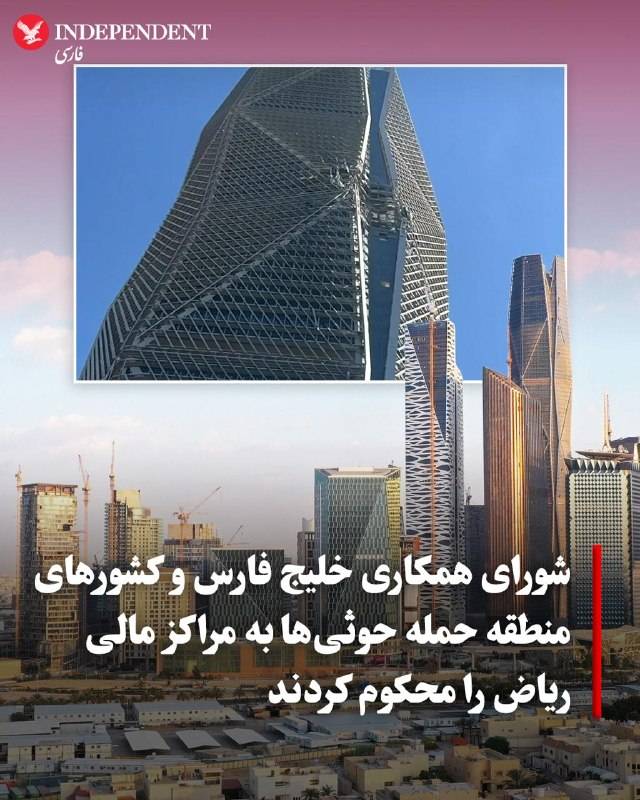 INDEPENDENT
فارسی
شورای همکاری خلیج فارس و کشورهای
منطقه حمله حوثی‌ها به مراکز مالی
ریاض را محکوم کردند